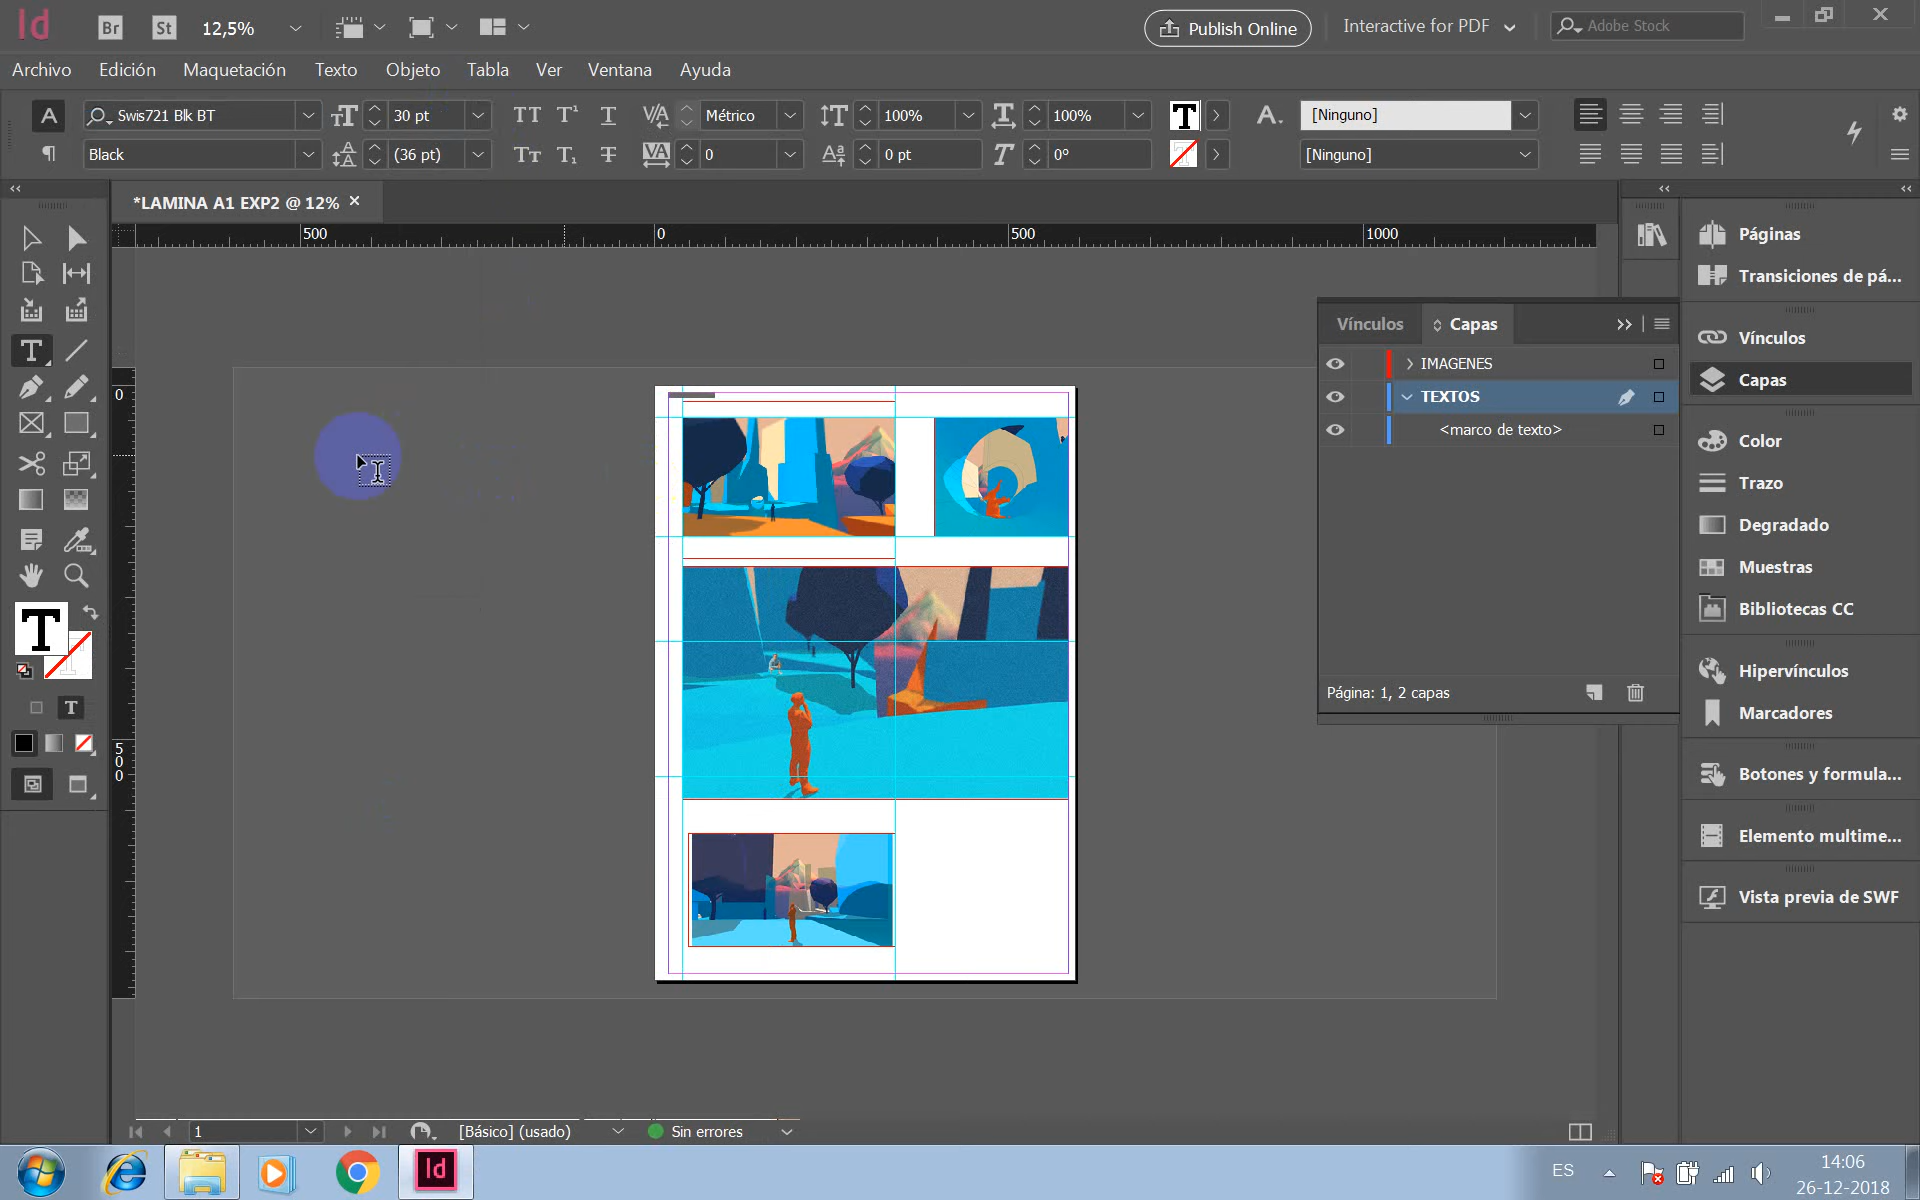 Id
Br
St
12,5%
Publish Online
Interactive for PDF
Adobe Stock
Archivo
Edición
Maquetación
Texto
Objeto
Tabla
Ver
Ventana
Ayuda
A
Swis721 Blk BT
30 pt
Métrico
100%
100%
[Ninguno]
Black
(36 pt)
0
0 pt
0°
[Ninguno]
*LAMINA A1 EXP2 @ 12%
500
0
500
1000
0
500
Vínculos
Capas
IMAGENES
TEXTOS
<marco de texto>
Página: 1, 2 capas
Páginas
Transiciones de pá...
Vínculos
Capas
Color
Trazo
Degradado
Muestras
Bibliotecas CC
Hipervínculos
Marcadores
Botones y formula...
Elemento multime...
Vista previa de SWF
1
[Básico] (usado)
Sin errores
Id
ES
14:06
26-12-2018